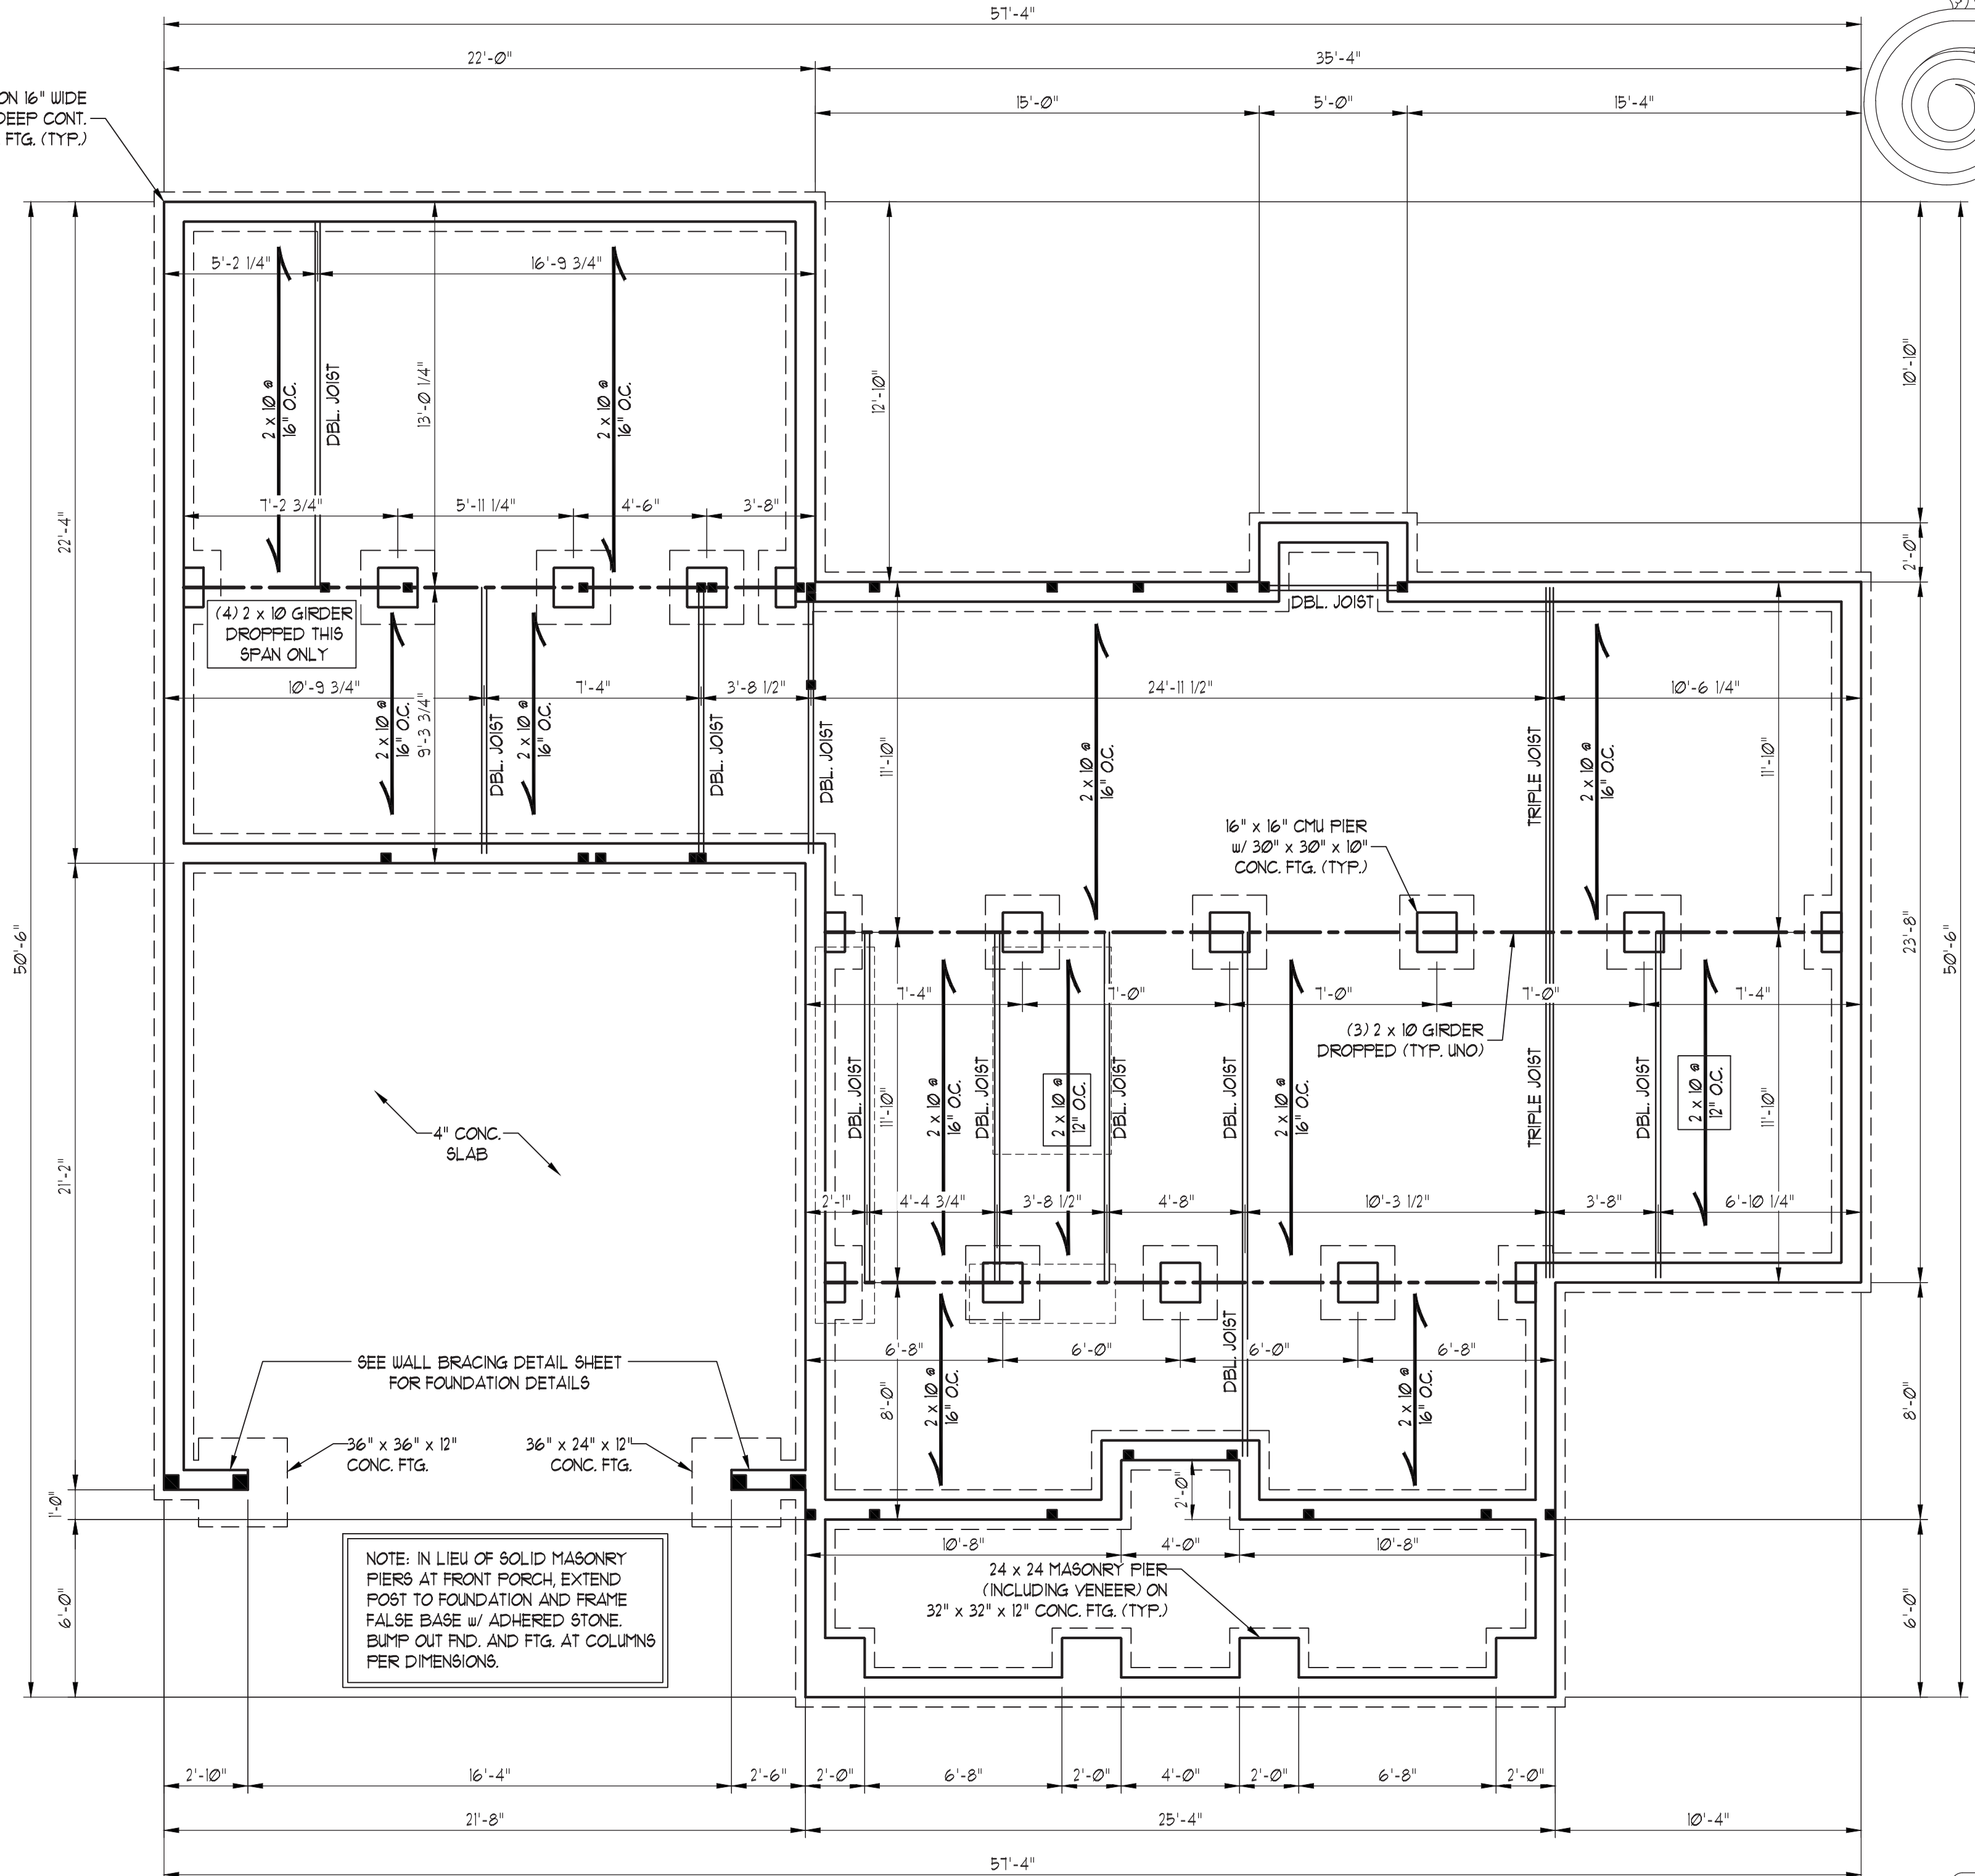 57'-4"
22'-0"
35'-4"
ON 16" WIDE
DEEP CONT.
FTG. (TYP.)
15'-0"
5'-0"
15'-4"
5'-2 1/4"
16'-9 3/4"
2 x 10 @
16" O.C.
DBL. JOIST
13'-0 1/4"
2 x 10 @
16" O.C.
12'-10"
10'-10"
22'-4"
7'-2 3/4"
5'-11 1/4"
4'-6"
3'-8"
2'-0"
DBL. JOIST
(4) 2 x 10 GIRDER
DROPPED THIS
SPAN ONLY
10'-9 3/4"
7'-4"
3'-8 1/2"
24'-11 1/2"
10'-6 1/4"
2 x 10 @
16" O.C.
9'-3 3/4"
DBL. JOIST
2 x 10 @
16" O.C.
DBL. JOIST
DBL. JOIST
11'-10"
2 x 10 @
16" O.C.
TRIPLE JOIST
2 x 10 @
16" O.C.
11'-10"
16" x 16" CMU PIER
w/ 30" x 30" x 10"
CONC. FTG. (TYP.)
50'-6"
23'-8"
50'-6"
7'-4"
7'-0"
7'-0"
7'-0"
7'-4"
(3) 2 x 10 GIRDER
DROPPED (TYP. UNO)
DBL. JOIST
11'-10"
2 x 10 @
16" O.C.
DBL. JOIST
2 x 10 @
12" O.C.
DBL. JOIST
DBL. JOIST
2 x 10 @
16" O.C.
TRIPLE JOIST
DBL. JOIST
2 x 10 @
12" O.C.
11'-10"
4" CONC.
SLAB
21'-2"
2'-1"
4'-4 3/4"
3'-8 1/2"
4'-8"
10'-3 1/2"
3'-8"
6'-10 1/4"
6'-8"
6'-0"
6'-0"
6'-8"
SEE WALL BRACING DETAIL SHEET
FOR FOUNDATION DETAILS
8'-0"
2 x 10 @
16" O.C.
DBL. JOIST
2 x 10 @
16" O.C.
8'-0"
36" x 36" x 12"
CONC. FTG.
36" x 24" x 12"
CONC. FTG.
2'-0"
1'-0"
10'-8"
4'-0"
10'-8"
NOTE: IN LIEU OF SOLID MASONRY
PIERS AT FRONT PORCH, EXTEND
POST TO FOUNDATION AND FRAME
FALSE BASE w/ ADHERED STONE.
BUMP OUT FND. AND FTG. AT COLUMNS
PER DIMENSIONS.
24 x 24 MASONRY PIER
(INCLUDING VENEER) ON
32" x 32" x 12" CONC. FTG. (TYP.)
6'-0"
6'-0"
2'-10"
16'-4"
2'-6"
2'-0"
6'-8"
2'-0"
4'-0"
2'-0"
6'-8"
2'-0"
21'-8"
25'-4"
10'-4"
57'-4"